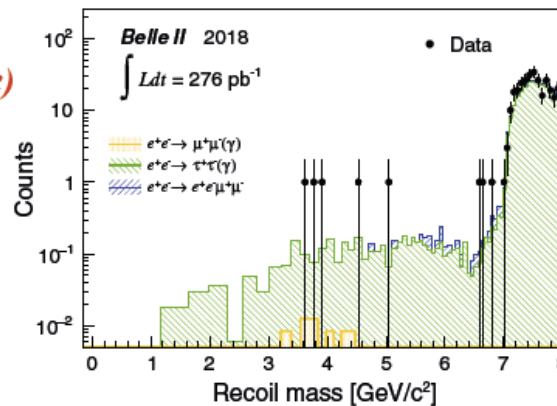 Belle II 2018
∫ Ldt = 276 pb⁻¹
Data
e⁺e⁻→ μ⁺μ⁻(γ)
e⁺e⁻→ τ⁺τ⁻(γ)
e⁺e⁻→ e⁺e⁻μ⁺μ⁻
Counts
10²
10
1
10⁻¹
10⁻²
0 1 2 3 4 5 6 7
Recoil mass [GeV/c²]